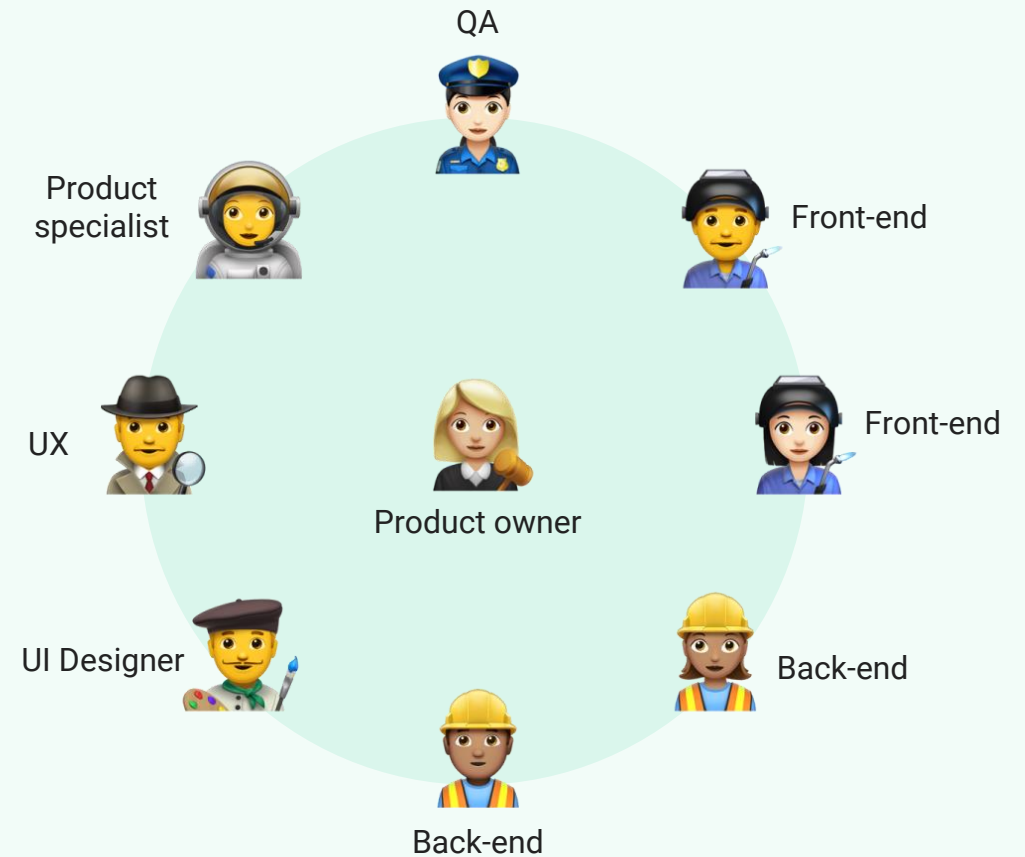 QA
Product
specialist
Front-end
Front-end
UX
Product owner
UI Designer
Back-end
Back-end